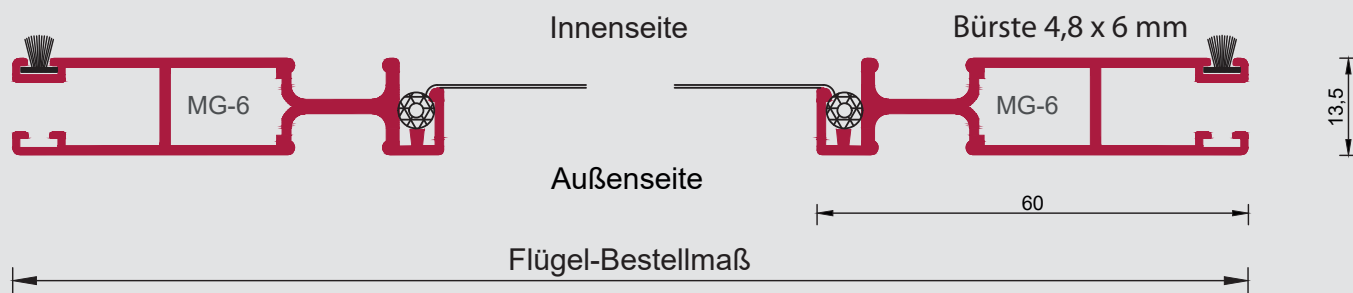 Innenseite
Bürste 4,8 x 6 mm
MG-6
MG-6
13,5
Außenseite
60
Flügel-Bestellmaß